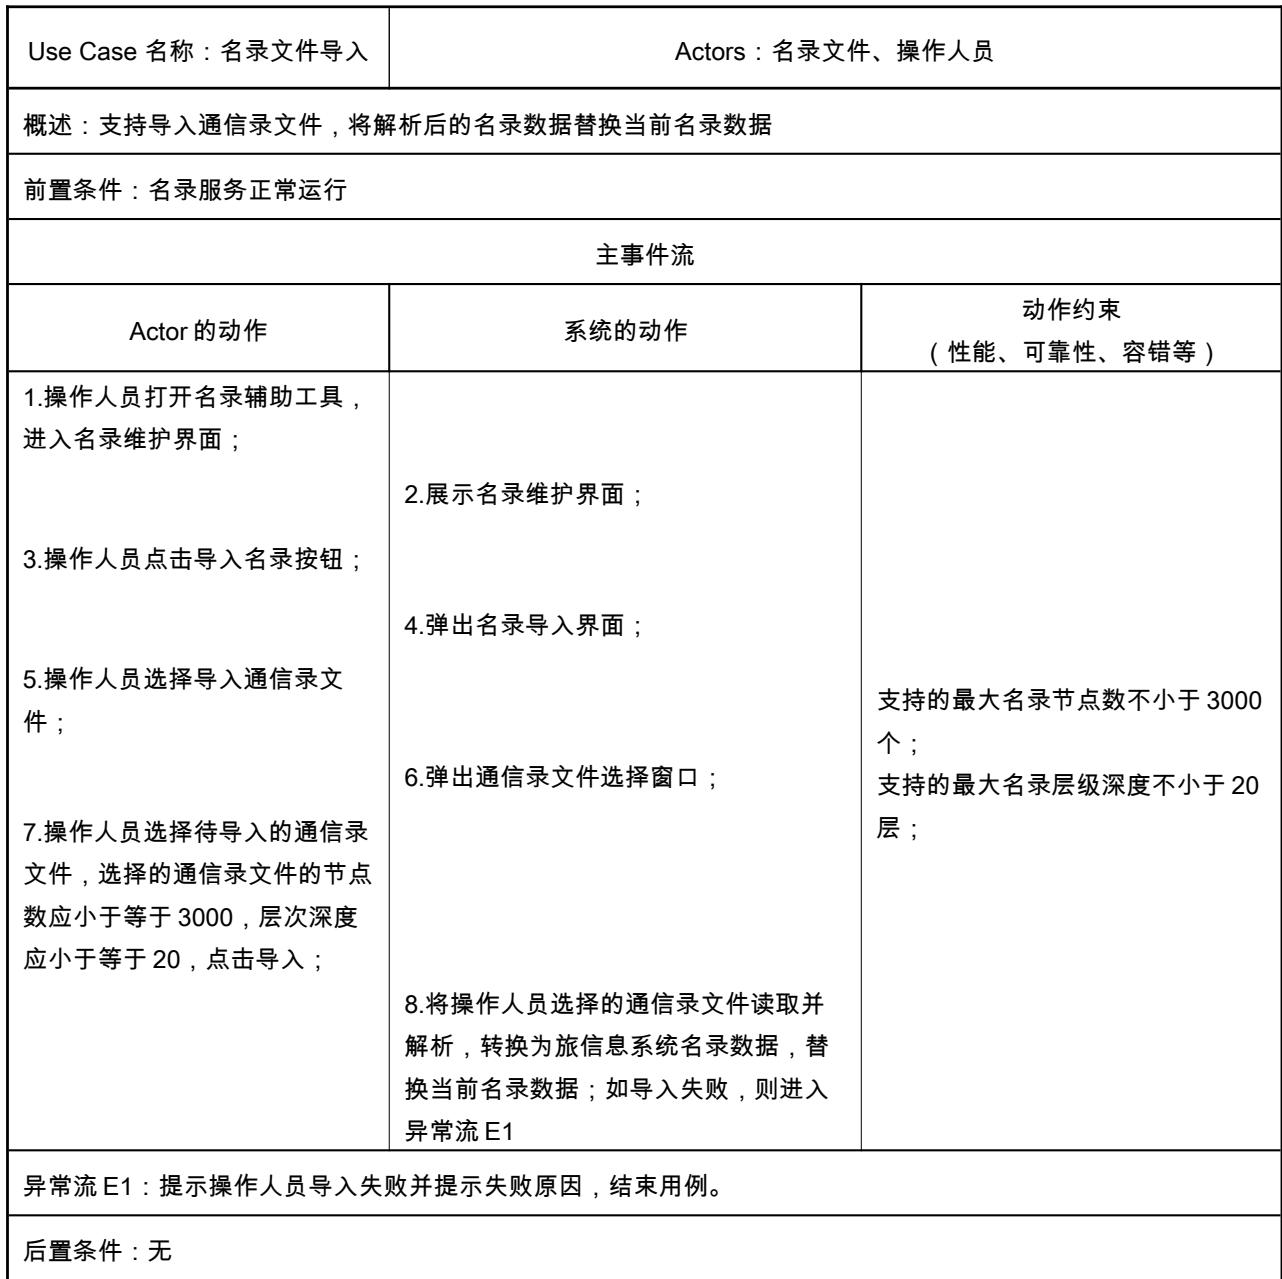 Use Case 名称：名录文件导入
Actors：名录文件、操作人员
概述：支持导入通信录文件，将解析后的名录数据替换当前名录数据
前置条件：名录服务正常运行
主事件流
Actor 的动作
系统的动作
动作约束
（性能、可靠性、容错等）
1.操作人员打开名录辅助工具，
进入名录维护界面；
2.展示名录维护界面；
3.操作人员点击导入名录按钮；
4.弹出名录导入界面；
5.操作人员选择导入通信录文
件；
6.弹出通信录文件选择窗口；
7.操作人员选择待导入的通信录
文件，选择的通信录文件的节点
数应小于等于 3000，层次深度
应小于等于 20，点击导入；
8.将操作人员选择的通信录文件读取并
解析，转换为旅信息系统名录数据，替
换当前名录数据；如导入失败，则进入
异常流 E1
支持的最大名录节点数不小于 3000
个；
支持的最大名录层级深度不小于 20
层；
异常流 E1：提示操作人员导入失败并提示失败原因，结束用例。
后置条件：无